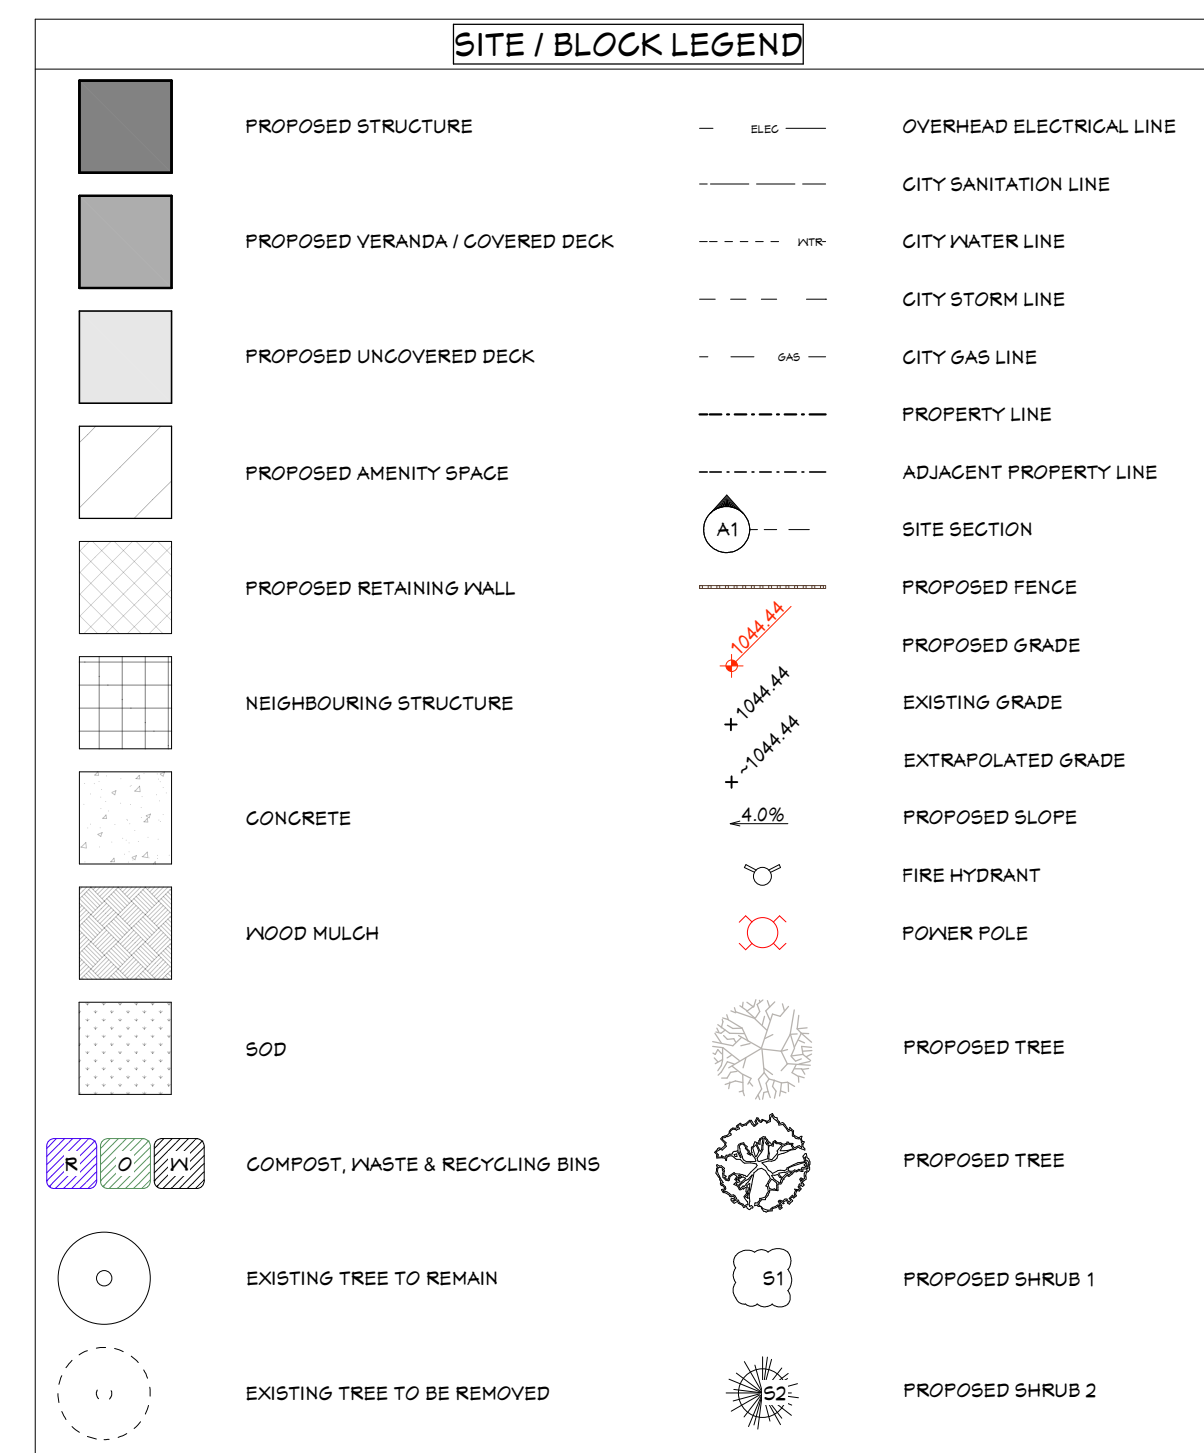 SITE / BLOCK LEGEND
PROPOSED STRUCTURE
PROPOSED VERANDA / COVERED DECK
PROPOSED UNCOVERED DECK
PROPOSED AMENITY SPACE
PROPOSED RETAINING WALL
NEIGHBOURING STRUCTURE
CONCRETE
WOOD MULCH
SOD
R O W COMPOST, WASTE & RECYCLING BINS
EXISTING TREE TO REMAIN
EXISTING TREE TO BE REMOVED
ELEC OVERHEAD ELECTRICAL LINE
CITY SANITATION LINE
WTR CITY WATER LINE
CITY STORM LINE
GAS CITY GAS LINE
PROPERTY LINE
ADJACENT PROPERTY LINE
A1 SITE SECTION
PROPOSED FENCE
1044.44 PROPOSED GRADE
1044.44 EXISTING GRADE
~1044.44 EXTRAPOLATED GRADE
4.0% PROPOSED SLOPE
FIRE HYDRANT
POWER POLE
PROPOSED TREE
PROPOSED TREE
S1 PROPOSED SHRUB 1
S2 PROPOSED SHRUB 2